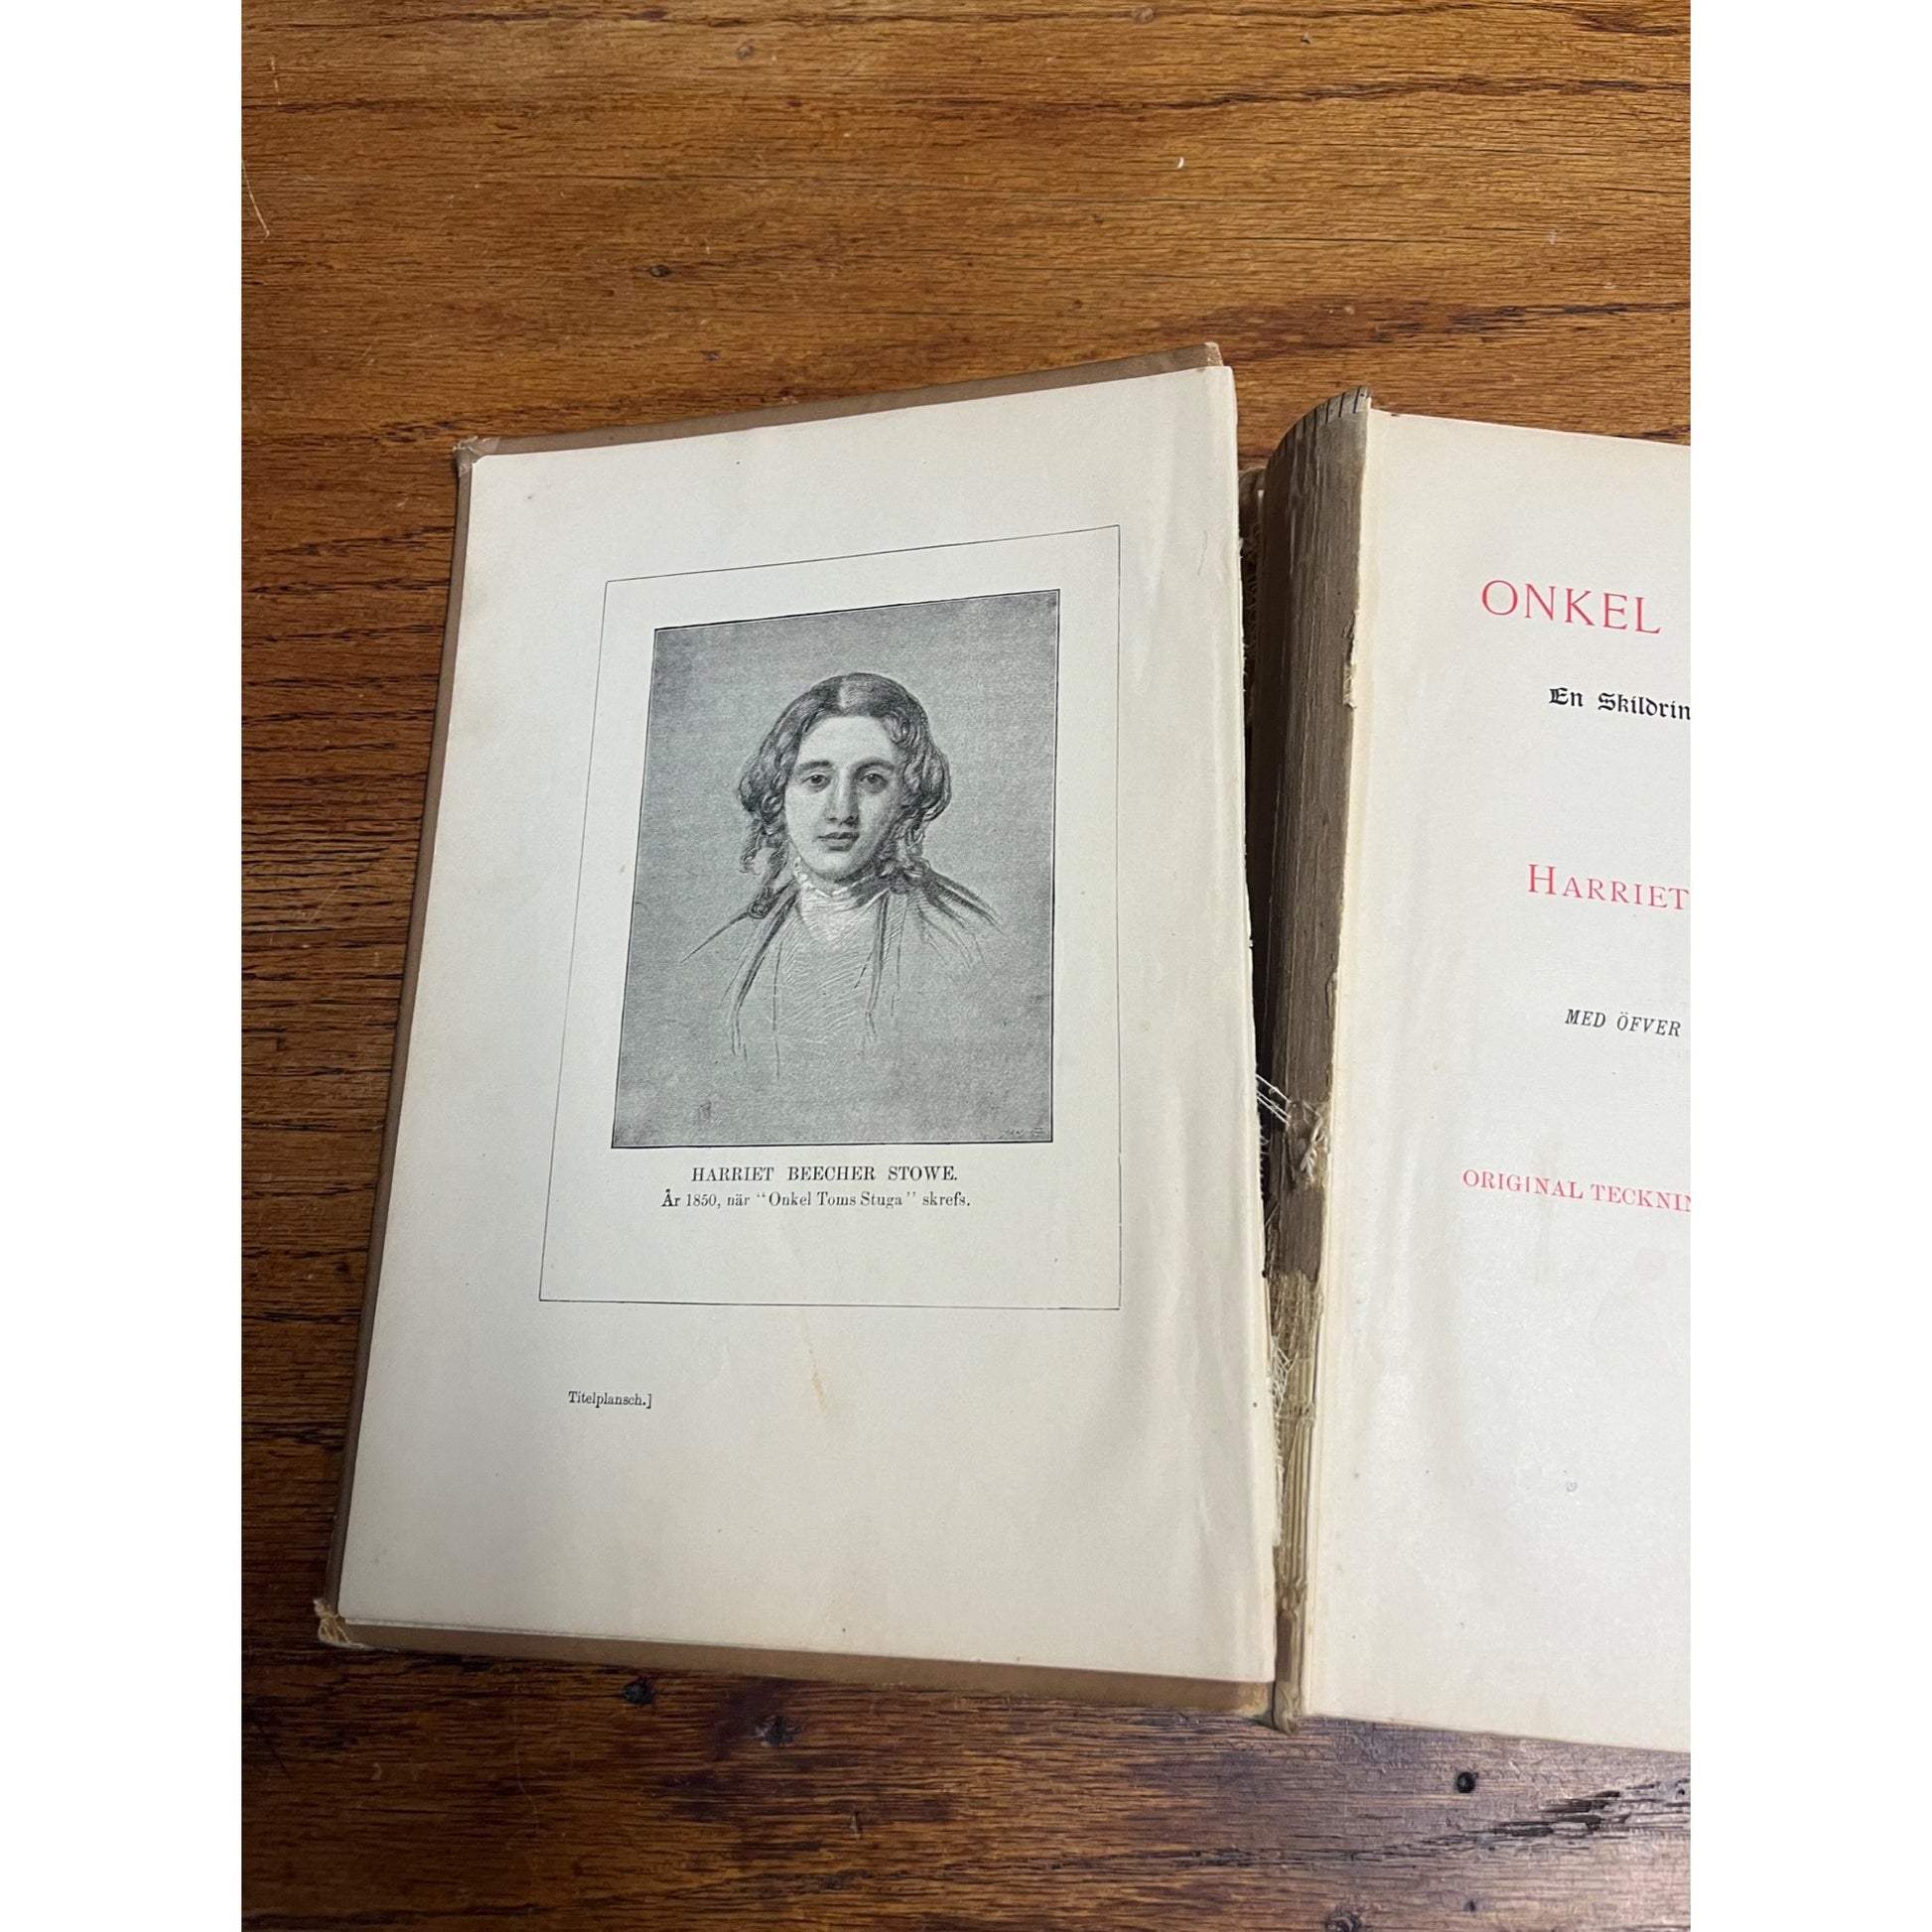 HARRIET BEECHER STOWE.
År 1850, när "Onkel Toms Stuga" skrefs.
Titelplansch.]
ONKEL
En Skildrin
HARRIET
MED ÖFVER
ORIGINAL TECKNIN